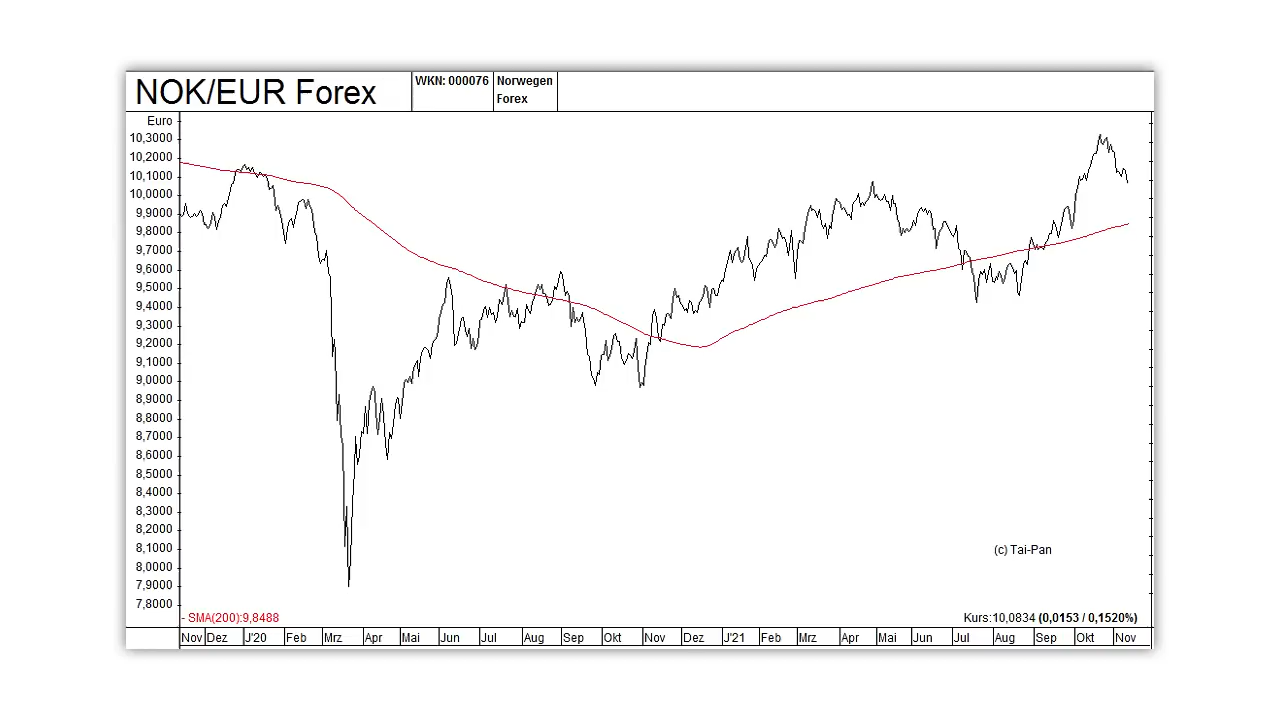 NOK/EUR Forex
WKN: 000076
Norwegen
Forex
Euro
10,3000
10,2000
10,1000
10,0000
9,9000
9,8000
9,7000
9,6000
9,5000
9,4000
9,3000
9,2000
9,1000
9,0000
8,9000
8,8000
8,7000
8,6000
8,5000
8,4000
8,3000
8,2000
8,1000
8,0000
7,9000
7,8000
(c) Tai-Pan
- SMA(200):9,8488
Kurs:10,0834 (0,0153 / 0,1520%)
Nov Dez J'20 Feb Mrz Apr Mai Jun Jul Aug Sep Okt Nov Dez J'21 Feb Mrz Apr Mai Jun Jul Aug Sep Okt Nov